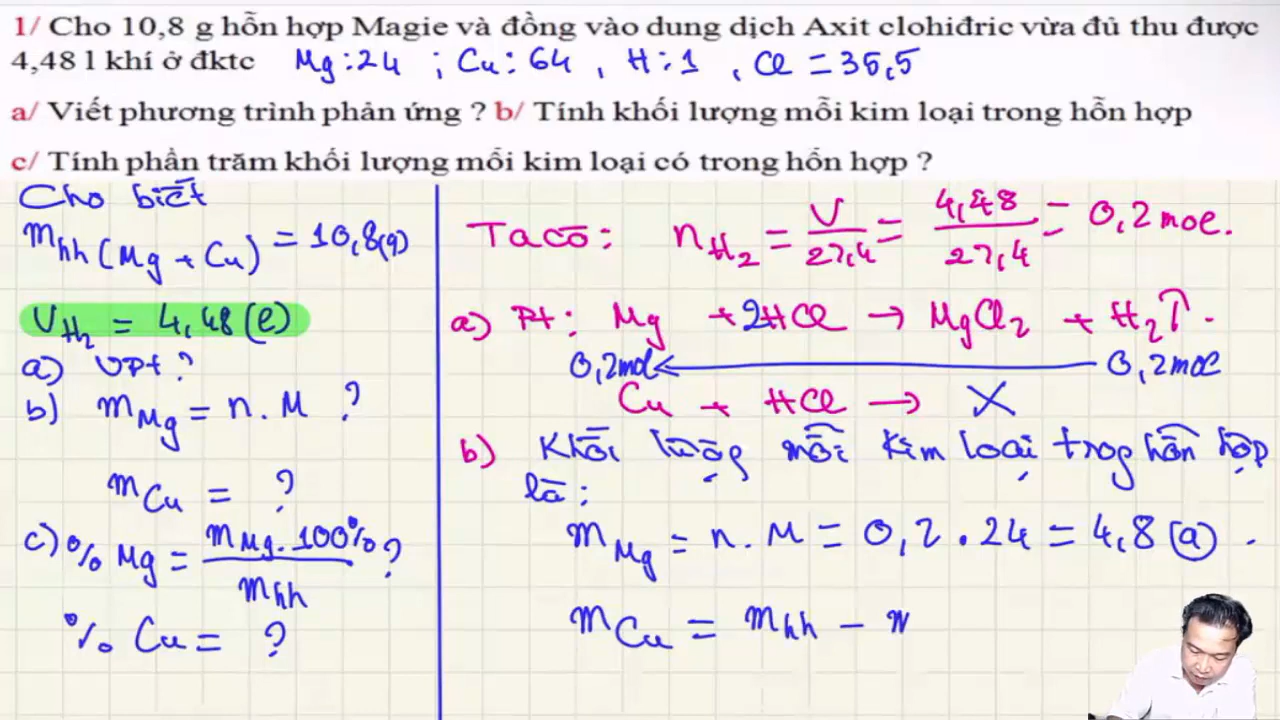 1/ Cho 10,8 g hỗn hợp Magie và đồng vào dung dịch Axit clohiđric vừa đủ thu được
4,48 l khí ở đktc Mg:24 ; Cu:64 , H:1 , Cl=35,5
a/ Viết phương trình phản ứng ? b/ Tính khối lượng mỗi kim loại trong hỗn hợp
c/ Tính phần trăm khối lượng mỗi kim loại có trong hỗn hợp ?
Cho biết
mhh(Mg + Cu) = 10,8(g)
VH₂ = 4,48(l)
a) VPt?
b) mMg = n.M ?
mCu = ?
c) % Mg = mMg.100% / mhh ?
% Cu = ?
Ta có: nH₂ = V/22,4 = 4,48/22,4 = 0,2 mol.
a) Pt: Mg + 2HCl → MgCl₂ + H₂↑.
0,2mol ← 0,2mol
Cu + HCl → X
b) Khối lượng mỗi kim loại trog hỗn hợp
là:
mMg = n.M = 0,2.24 = 4,8(g).
mCu = mhh –